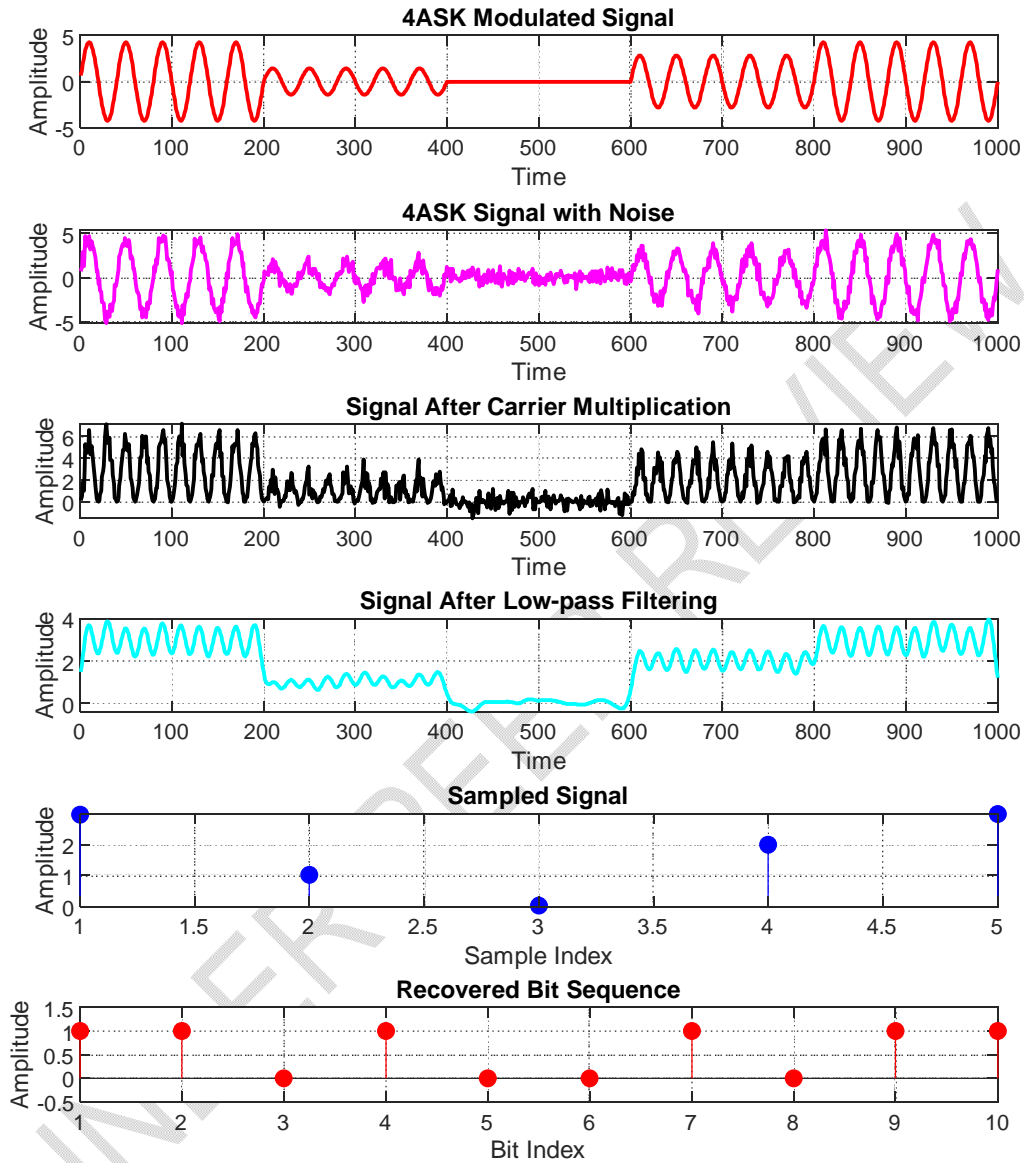 4ASK Modulated Signal
Amplitude
5
0
-5
0 100 200 300 400 500 600 700 800 900 1000
Time
4ASK Signal with Noise
Amplitude
5
0
-5
0 100 200 300 400 500 600 700 800 900 1000
Time
Signal After Carrier Multiplication
Amplitude
6
4
2
0
0 100 200 300 400 500 600 700 800 900 1000
Time
Signal After Low-pass Filtering
Amplitude
4
2
0
0 100 200 300 400 500 600 700 800 900 1000
Time
Sampled Signal
Amplitude
2
1
0
1 1.5 2 2.5 3 3.5 4 4.5 5
Sample Index
Recovered Bit Sequence
Amplitude
1.5
1
0.5
0
-0.5
1 2 3 4 5 6 7 8 9 10
Bit Index
UNDER PEER REVIEW